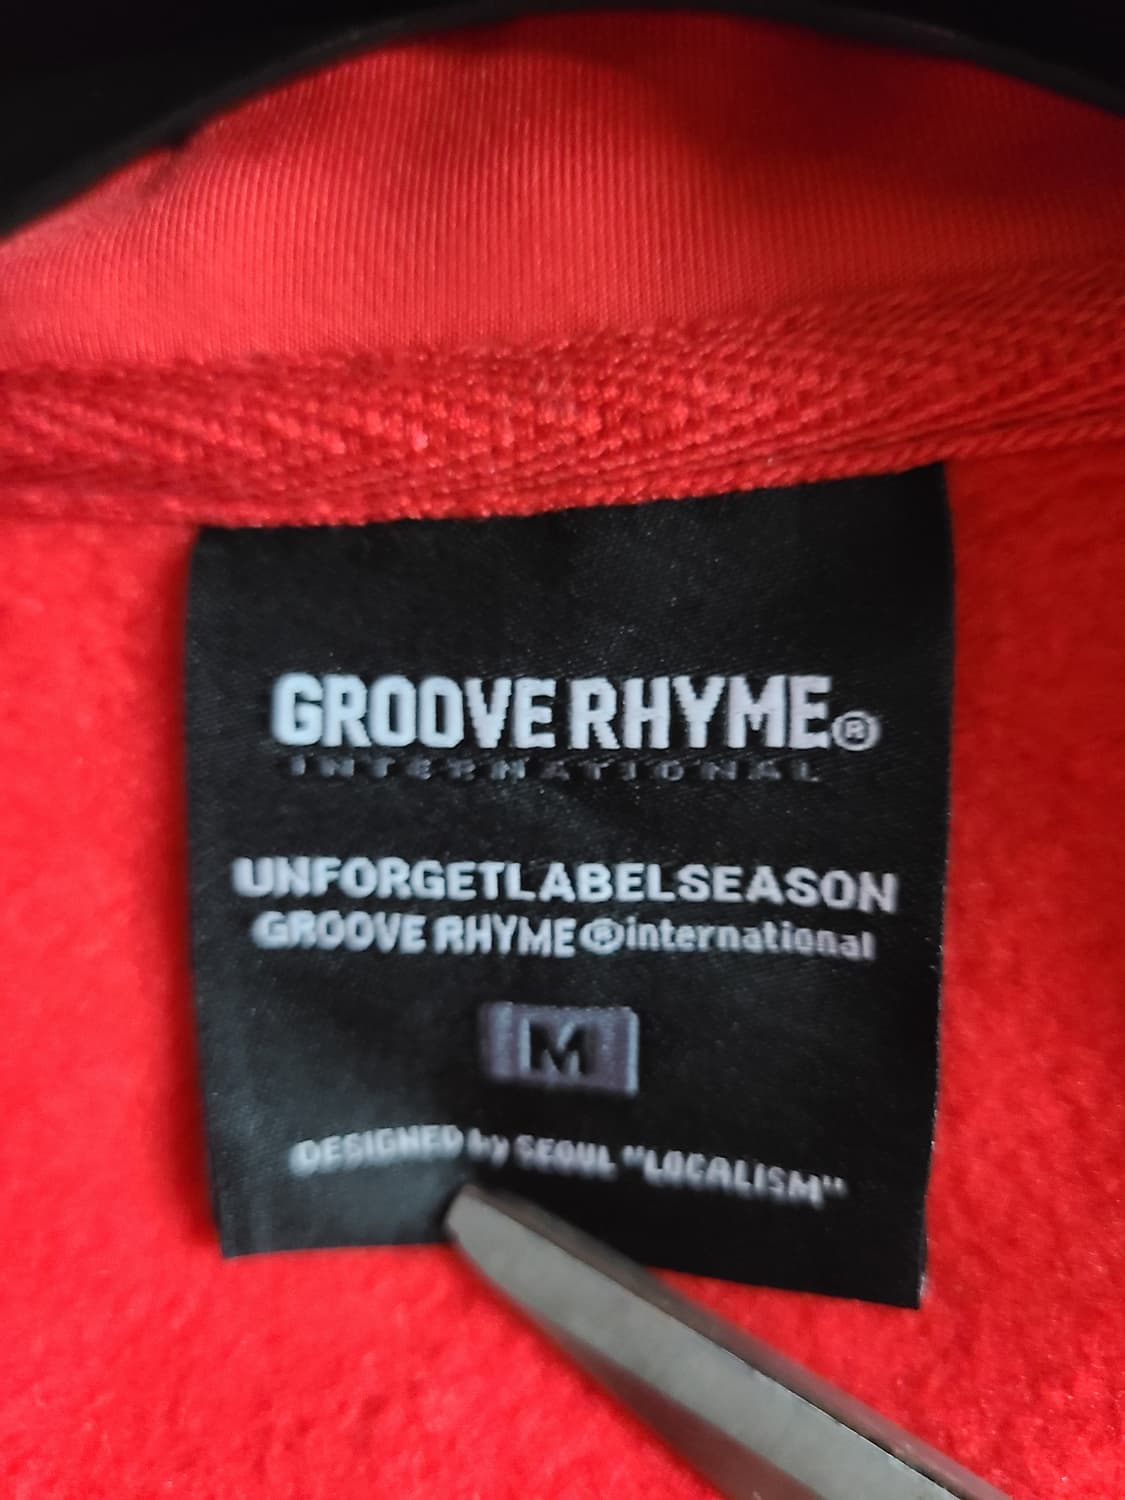 GROOVE RHYME®
INTERNATIONAL
UNFORGETLABELSEASON
GROOVE RHYME®international
M
DESIGNED by SEOUL "LOCALISM"